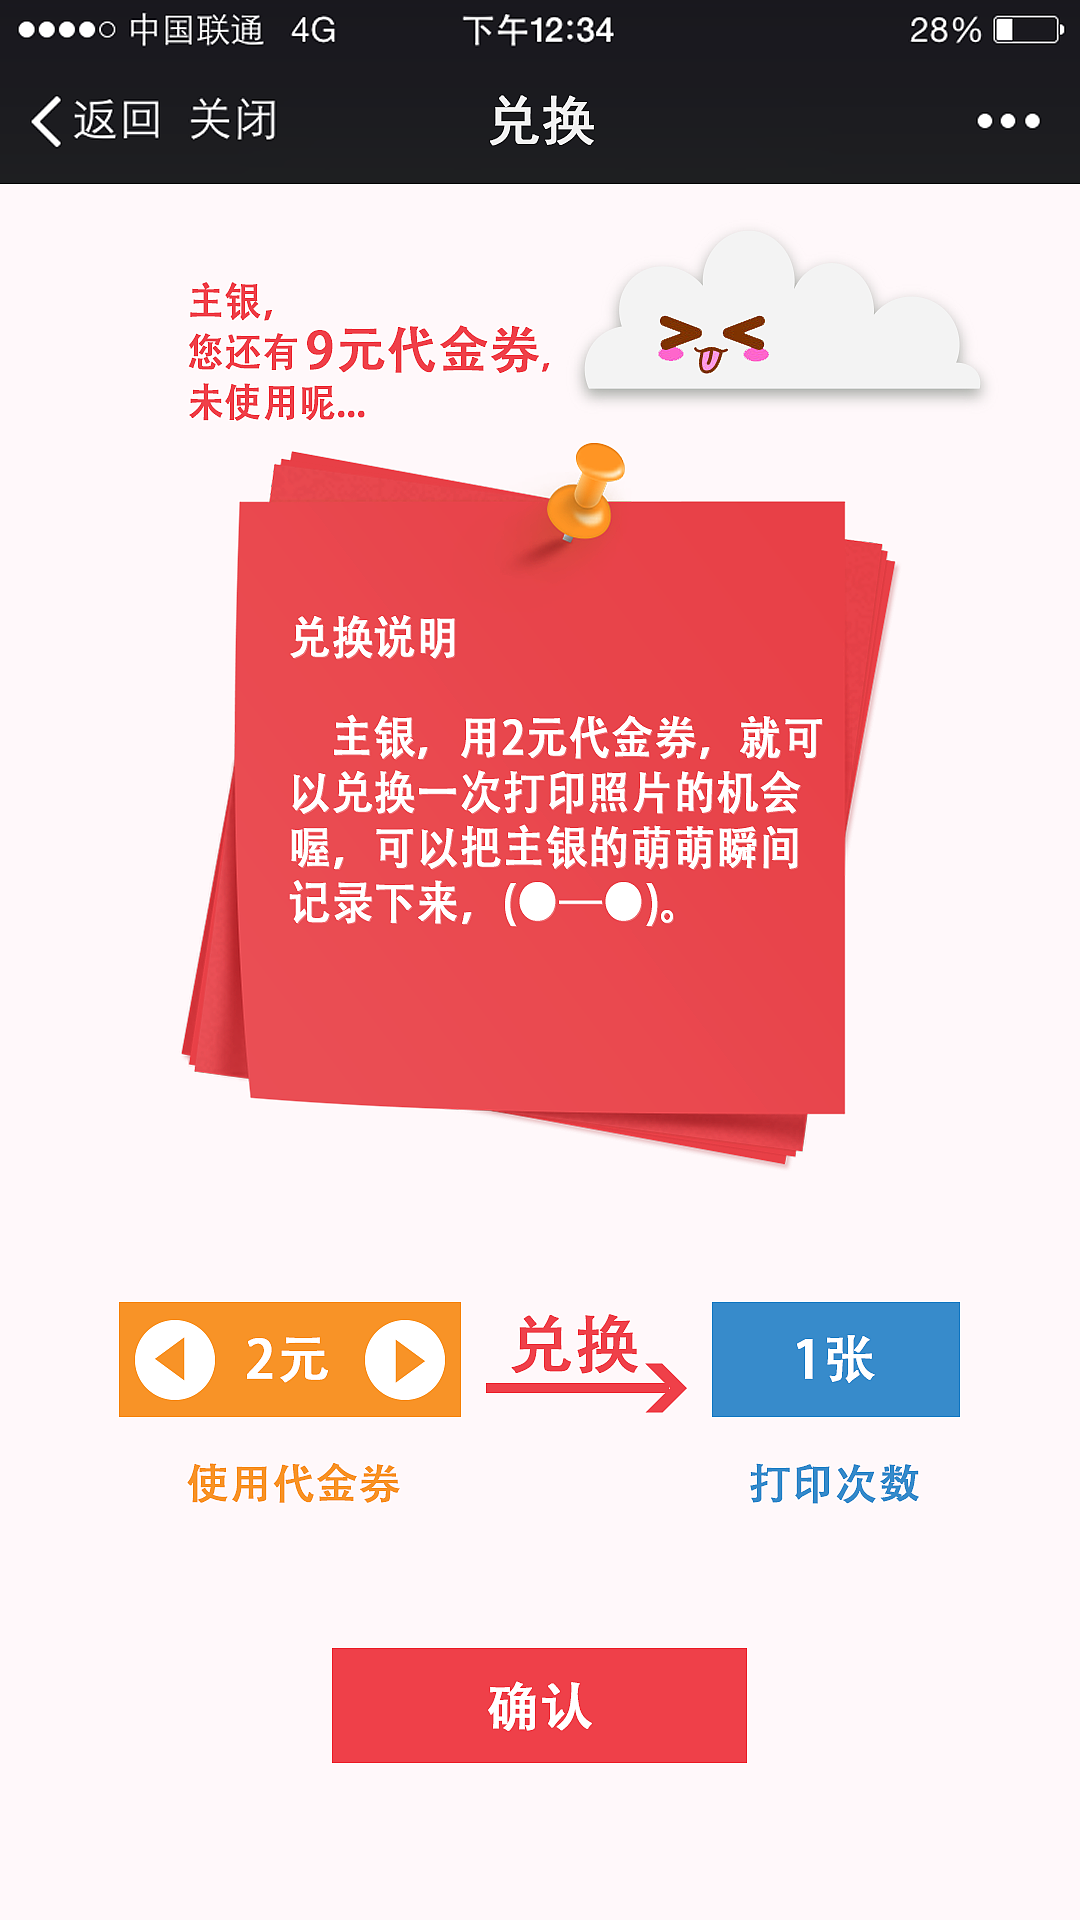 中国联通 4G 下午12:34 28%
返回 关闭 兑换
主银,
您还有9元代金券,
未使用呢...
兑换说明
主银，用2元代金券，就可
以兑换一次打印照片的机会
喔，可以把主银的萌萌瞬间
记录下来，(●—●)。
2元 兑换 1张
使用代金券 打印次数
确认